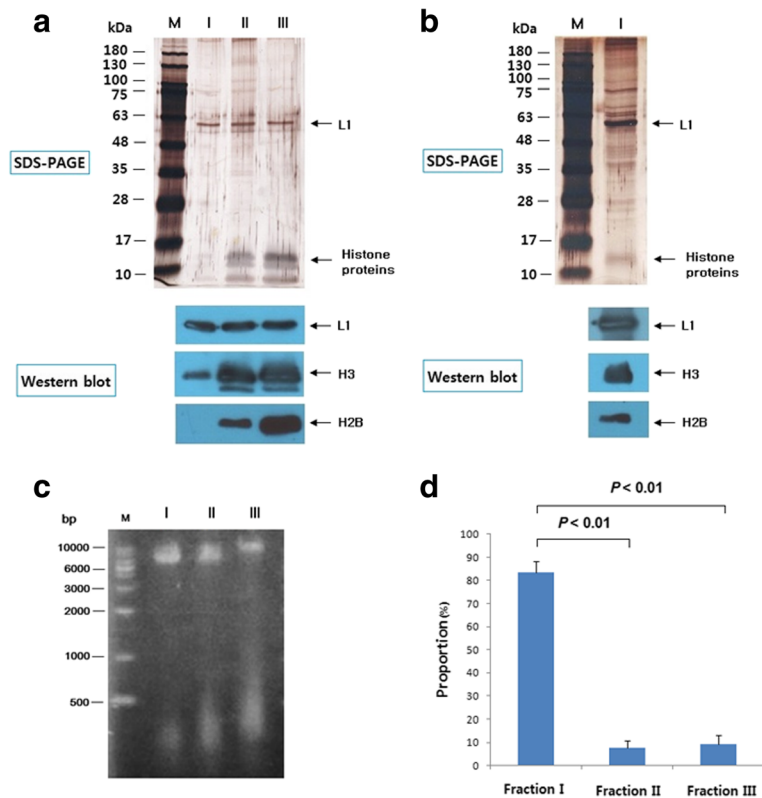 a
kDa M I II III
180
130
100
75
63
48
35
28
17
10
SDS-PAGE
L1
Histone
proteins
Western blot
L1
H3
H2B
b
kDa M I
180
130
100
75
63
48
35
28
17
10
SDS-PAGE
L1
Histone
proteins
Western blot
L1
H3
H2B
c
bp M I II III
10000
6000
3000
2000
1000
500
d
P < 0.01
P < 0.01
Proportion (%)
100
90
80
70
60
50
40
30
20
10
0
Fraction I Fraction II Fraction III